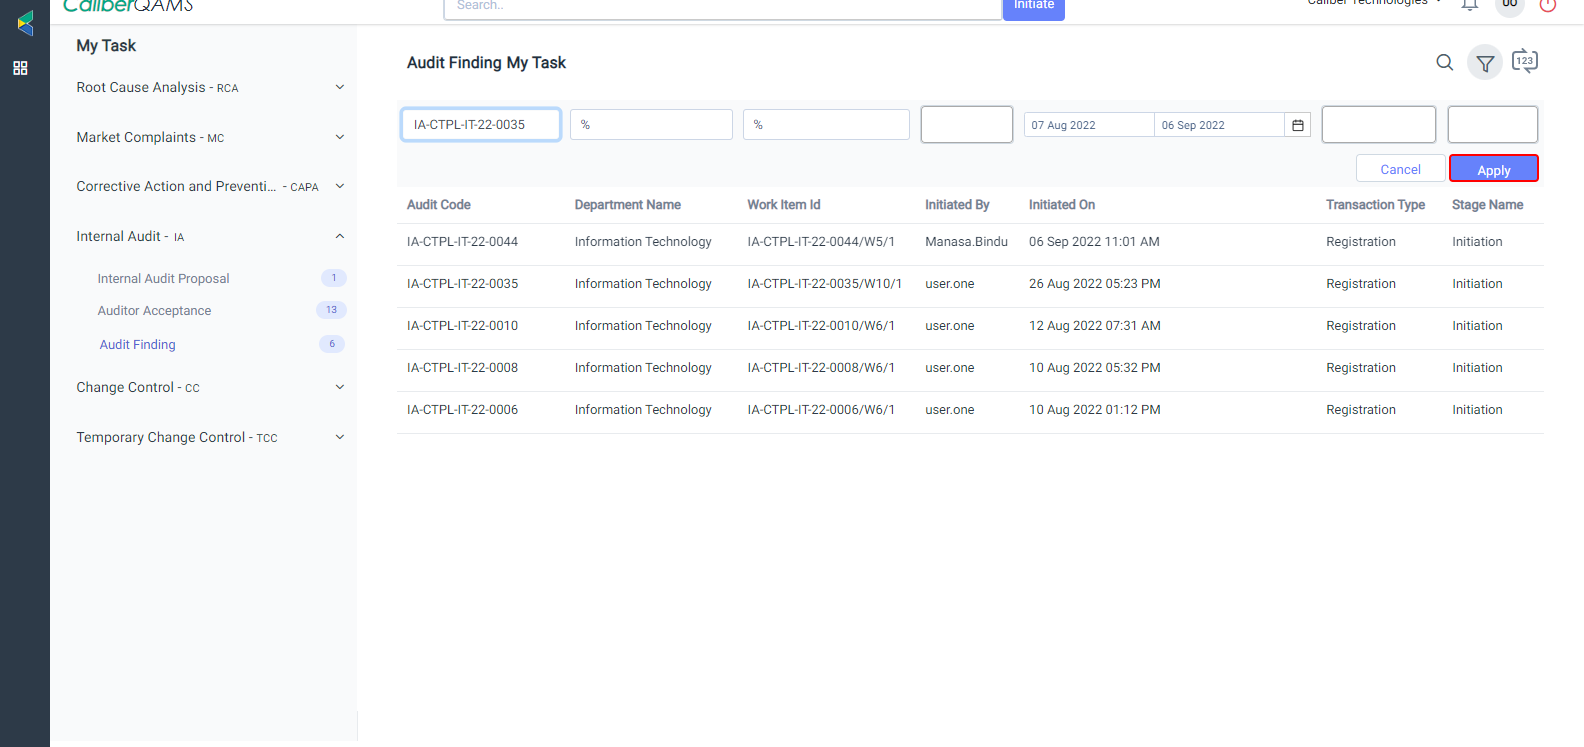 CaliberQAMS
Search..
Initiate
Caliber Technologies
UO
My Task
Root Cause Analysis - RCA
Market Complaints - MC
Corrective Action and Preventi... - CAPA
Internal Audit - IA
Internal Audit Proposal 1
Auditor Acceptance 13
Audit Finding 6
Change Control - CC
Temporary Change Control - TCC
Audit Finding My Task
123
IA-CTPL-IT-22-0035 % % 07 Aug 2022 06 Sep 2022
Cancel Apply
Audit Code Department Name Work Item Id Initiated By Initiated On Transaction Type Stage Name
IA-CTPL-IT-22-0044 Information Technology IA-CTPL-IT-22-0044/W5/1 Manasa.Bindu 06 Sep 2022 11:01 AM Registration Initiation
IA-CTPL-IT-22-0035 Information Technology IA-CTPL-IT-22-0035/W10/1 user.one 26 Aug 2022 05:23 PM Registration Initiation
IA-CTPL-IT-22-0010 Information Technology IA-CTPL-IT-22-0010/W6/1 user.one 12 Aug 2022 07:31 AM Registration Initiation
IA-CTPL-IT-22-0008 Information Technology IA-CTPL-IT-22-0008/W6/1 user.one 10 Aug 2022 05:32 PM Registration Initiation
IA-CTPL-IT-22-0006 Information Technology IA-CTPL-IT-22-0006/W6/1 user.one 10 Aug 2022 01:12 PM Registration Initiation